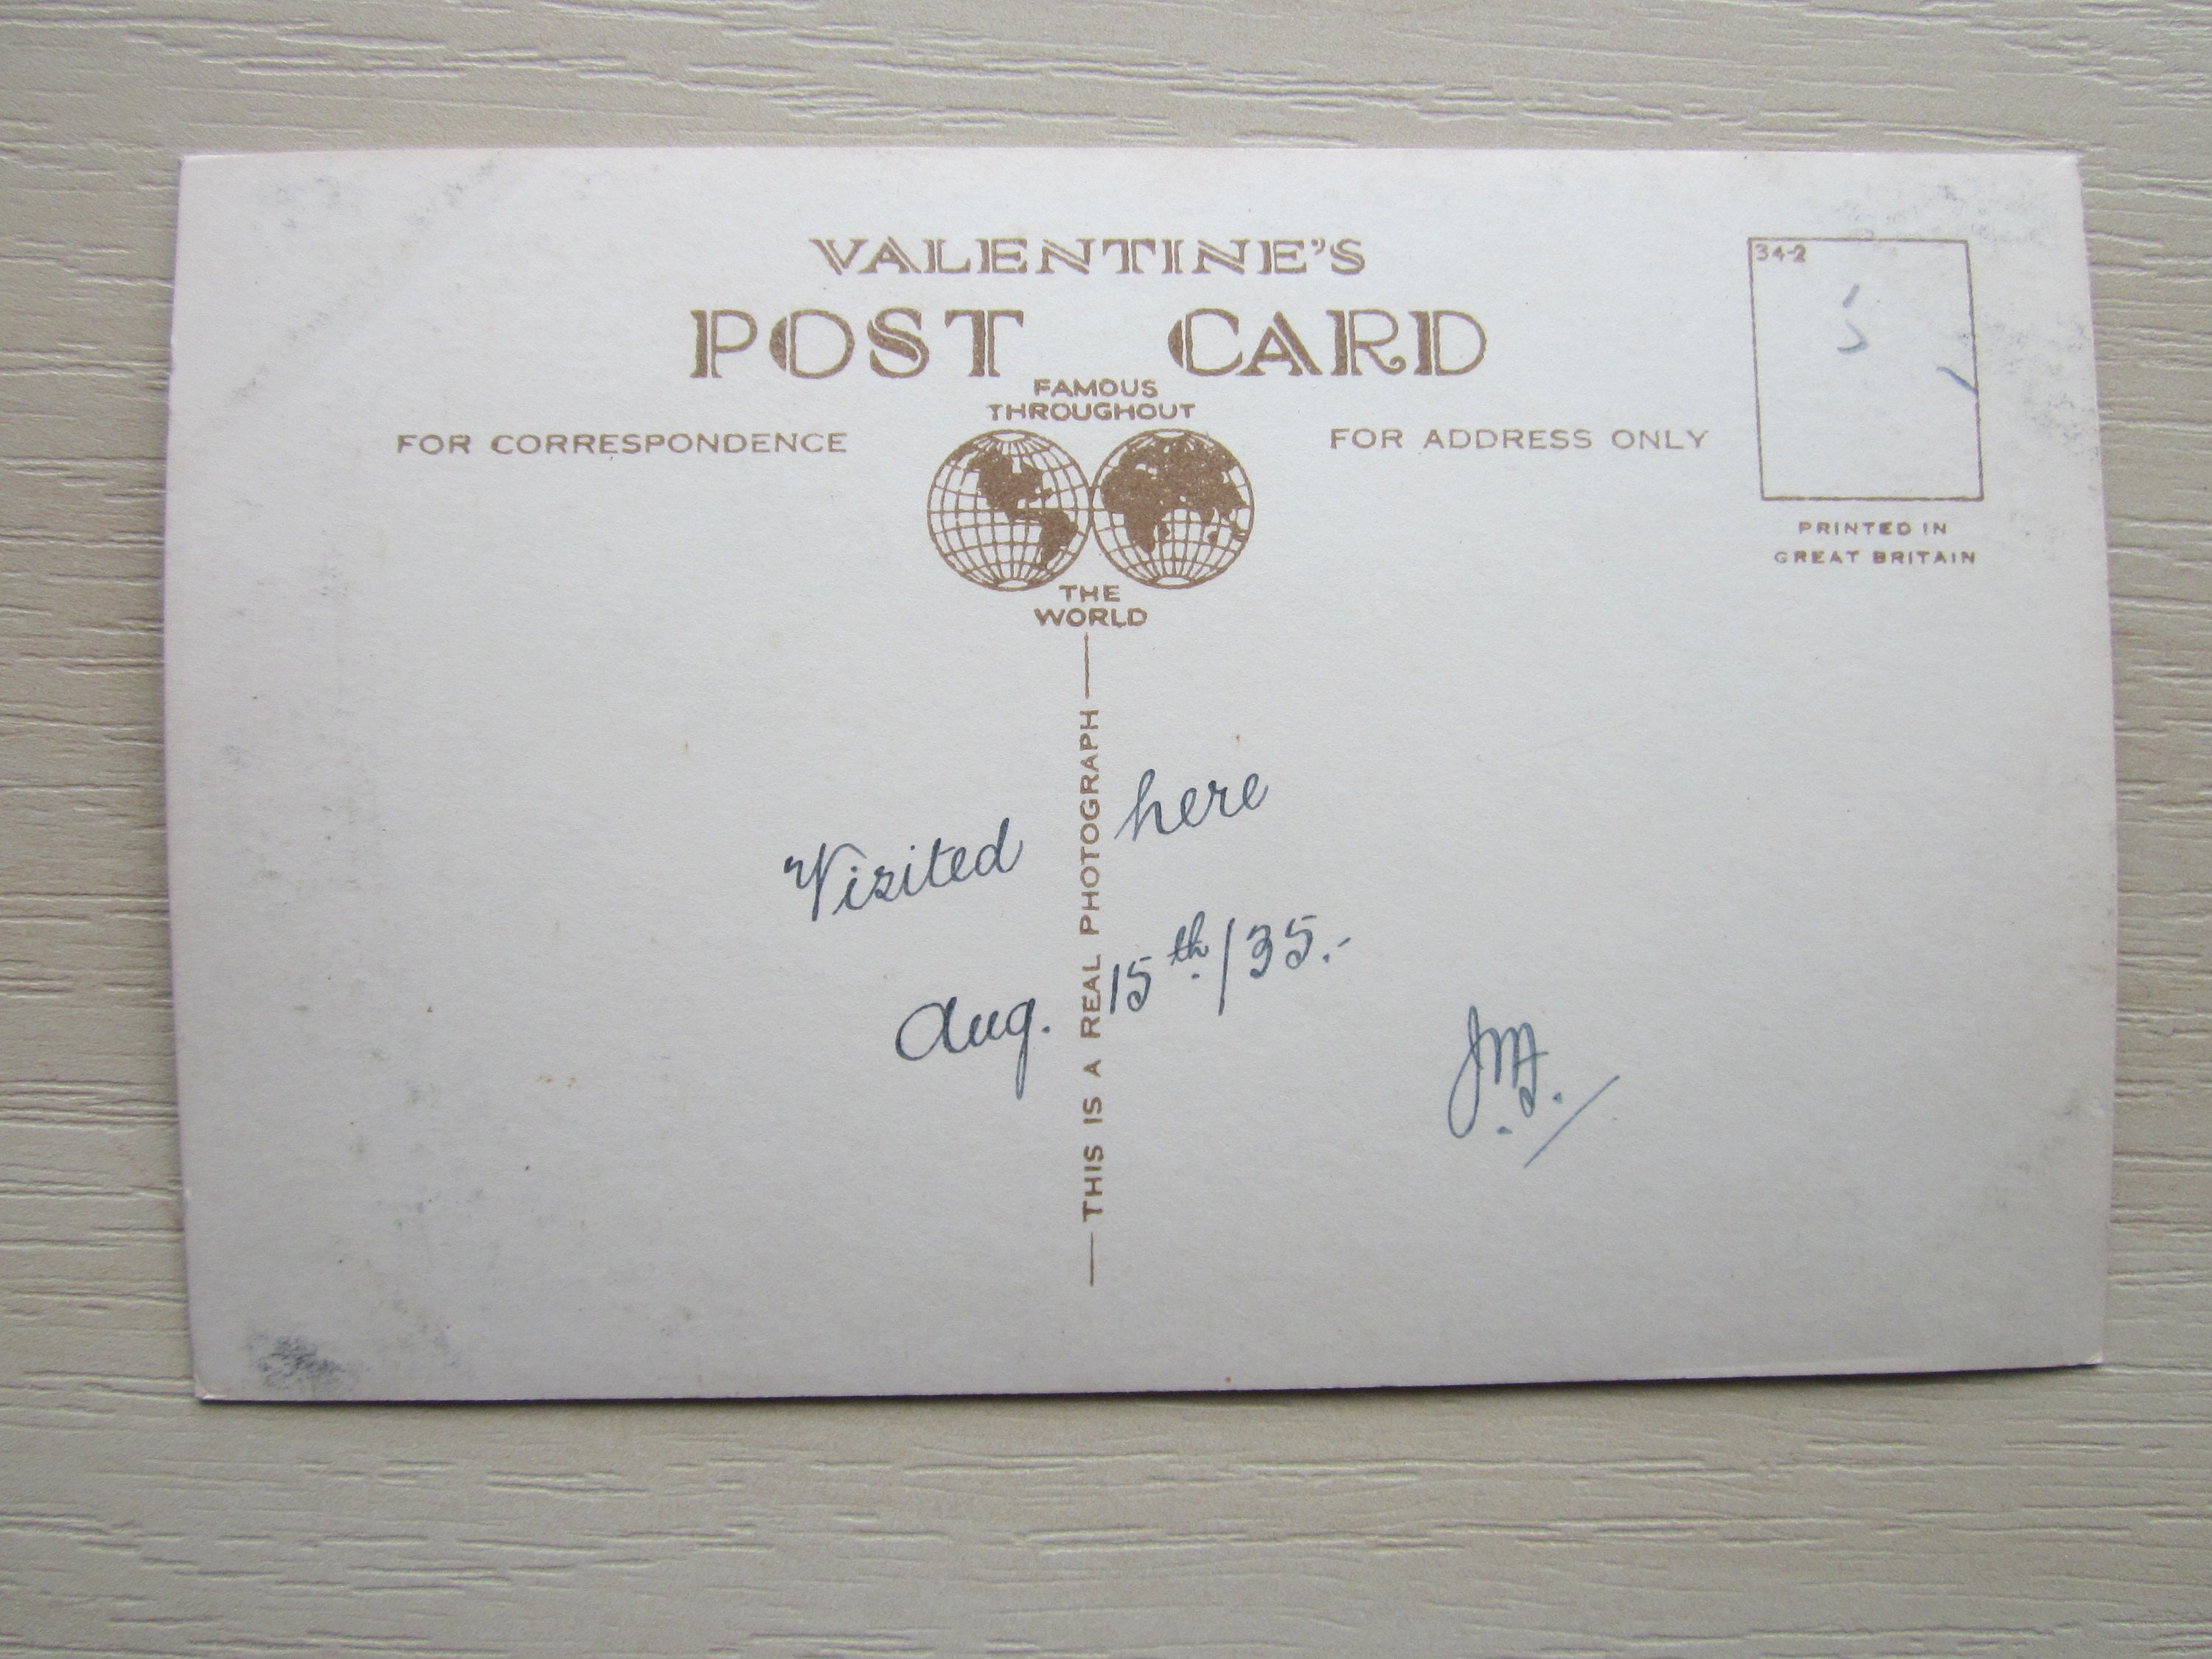 VALENTINE'S
POST CARD
FAMOUS
THROUGHOUT
THE
WORLD
FOR CORRESPONDENCE
FOR ADDRESS ONLY
34-2
PRINTED IN
GREAT BRITAIN
THIS IS A REAL PHOTOGRAPH
Visited here
Aug. 15th/35.-